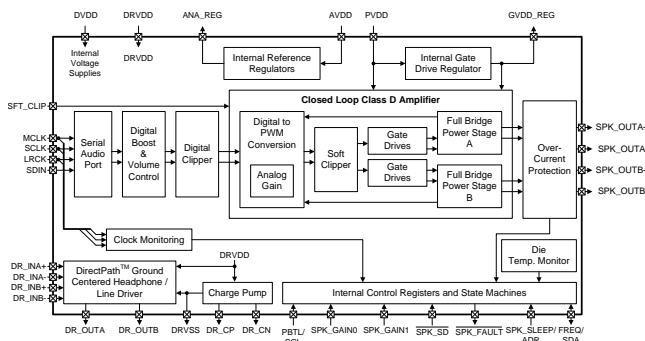 DVDD
DRVDD
ANA_REG
AVDD
PVDD
GVDD_REG
Internal
Voltage
Supplies
DRVDD
Internal Reference
Regulators
Internal Gate
Drive Regulator
SFT_CLIP
MCLK
SCLK
LRCK
SDIN
Serial
Audio
Port
Digital
Boost
&
Volume
Control
Digital
Clipper
Closed Loop Class D Amplifier
Digital to
PWM
Conversion
Analog
Gain
Soft
Clipper
Gate
Drives
Gate
Drives
Full Bridge
Power Stage
A
Full Bridge
Power Stage
B
Over-
Current
Protection
SPK_OUTA-
SPK_OUTA
SPK_OUTB-
SPK_OUTB
Clock Monitoring
Die
Temp. Monitor
DR_INA+
DR_INA-
DR_INB+
DR_INB-
DirectPath™ Ground
Centered Headphone /
Line Driver
DRVDD
Charge Pump
Internal Control Registers and State Machines
DR_OUTA
DR_OUTB
DRVSS
DR_CP
DR_CN
PBTL/
SCL
SPK_GAIN0
SPK_GAIN1
SPK_SD
SPK_FAULT
SPK_SLEEP/
ADR
FREQ/
SDA